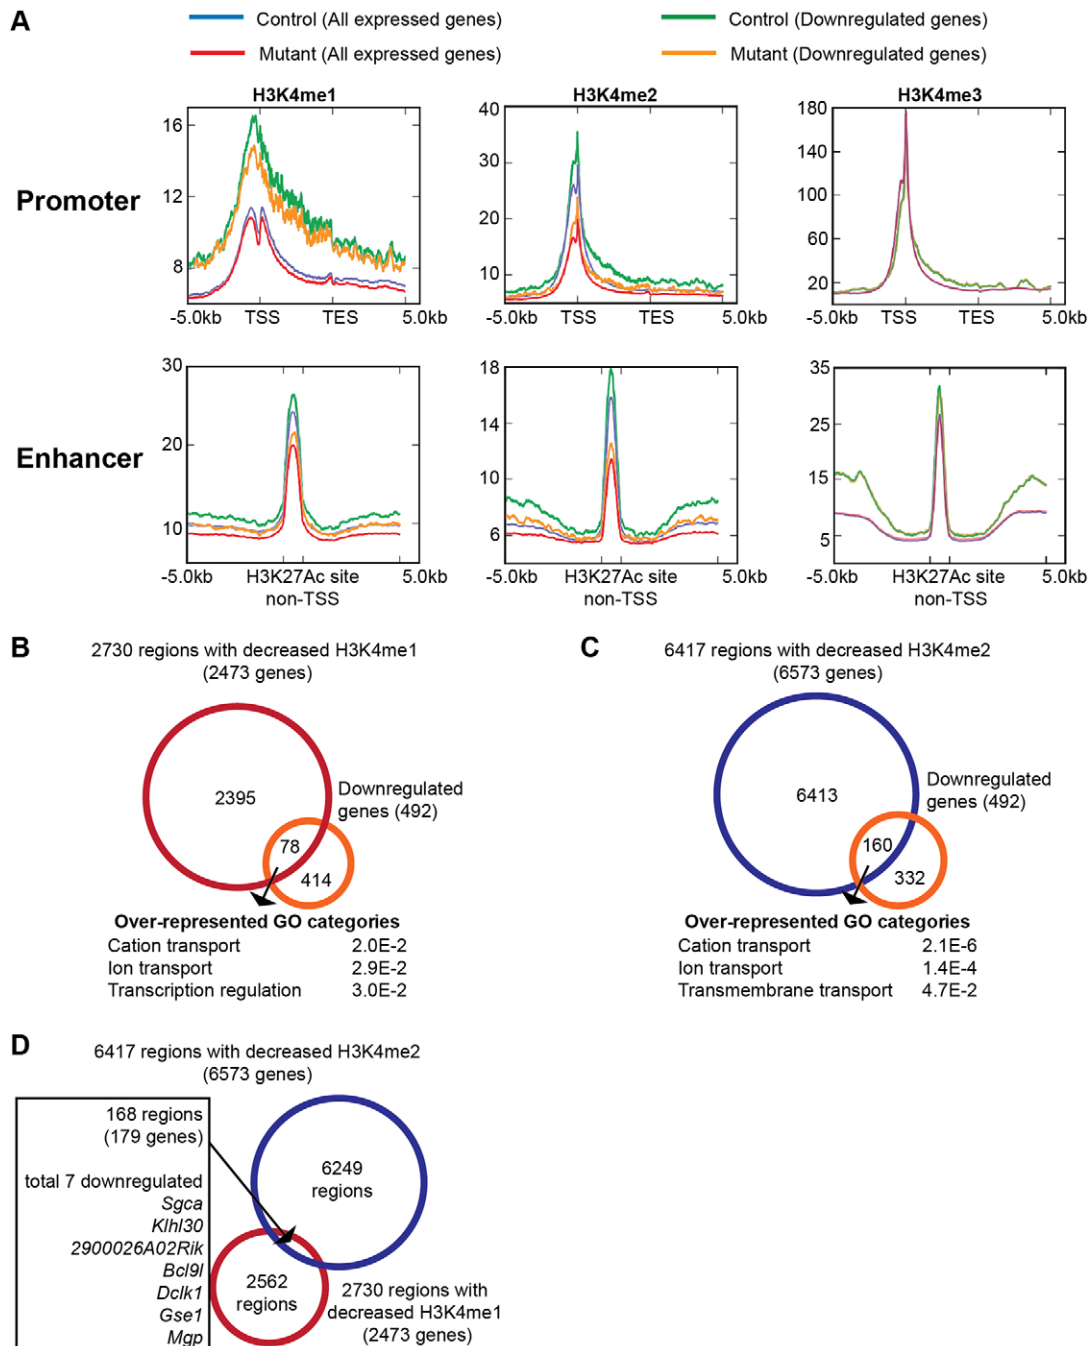 A
Control (All expressed genes)
Control (Downregulated genes)
Mutant (All expressed genes)
Mutant (Downregulated genes)
Promoter
H3K4me1
16
12
8
-5.0kb TSS TES 5.0kb
H3K4me2
40
30
20
10
-5.0kb TSS TES 5.0kb
H3K4me3
180
140
100
60
20
-5.0kb TSS TES 5.0kb
Enhancer
30
20
10
-5.0kb H3K27Ac site 5.0kb
non-TSS
18
14
10
6
-5.0kb H3K27Ac site 5.0kb
non-TSS
35
25
15
5
-5.0kb H3K27Ac site 5.0kb
non-TSS
B
2730 regions with decreased H3K4me1
(2473 genes)
2395
Downregulated
genes (492)
78
414
Over-represented GO categories
Cation transport 2.0E-2
Ion transport 2.9E-2
Transcription regulation 3.0E-2
C
6417 regions with decreased H3K4me2
(6573 genes)
6413
Downregulated
genes (492)
160
332
Over-represented GO categories
Cation transport 2.1E-6
Ion transport 1.4E-4
Transmembrane transport 4.7E-2
D
6417 regions with decreased H3K4me2
(6573 genes)
168 regions
(179 genes)
total 7 downregulated
Sgca
Klhl30
2900026A02Rik
Bcl9l
Dclk1
Gse1
Mgp
6249
regions
2562
regions
2730 regions with
decreased H3K4me1
(2473 genes)